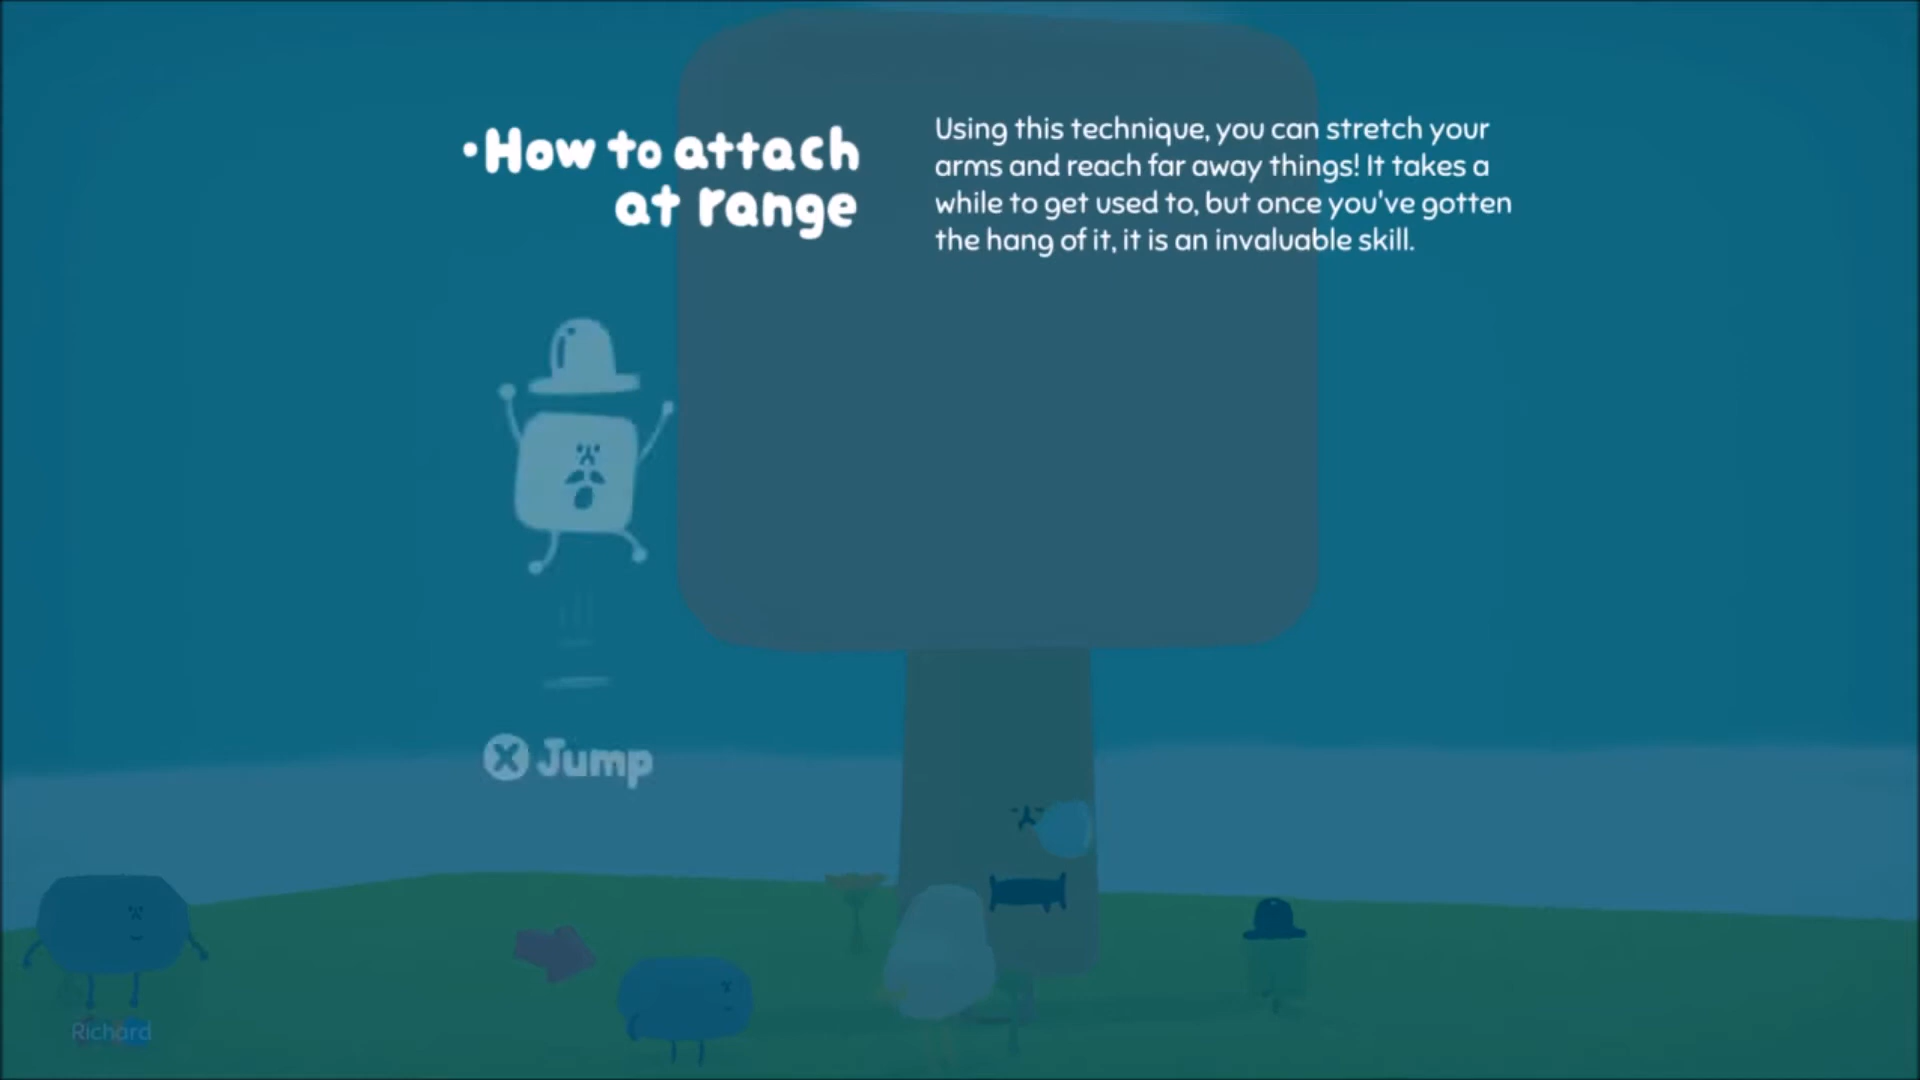 •How to attach
at range
Using this technique, you can stretch your
arms and reach far away things! It takes a
while to get used to, but once you've gotten
the hang of it, it is an invaluable skill.
X Jump
Richard